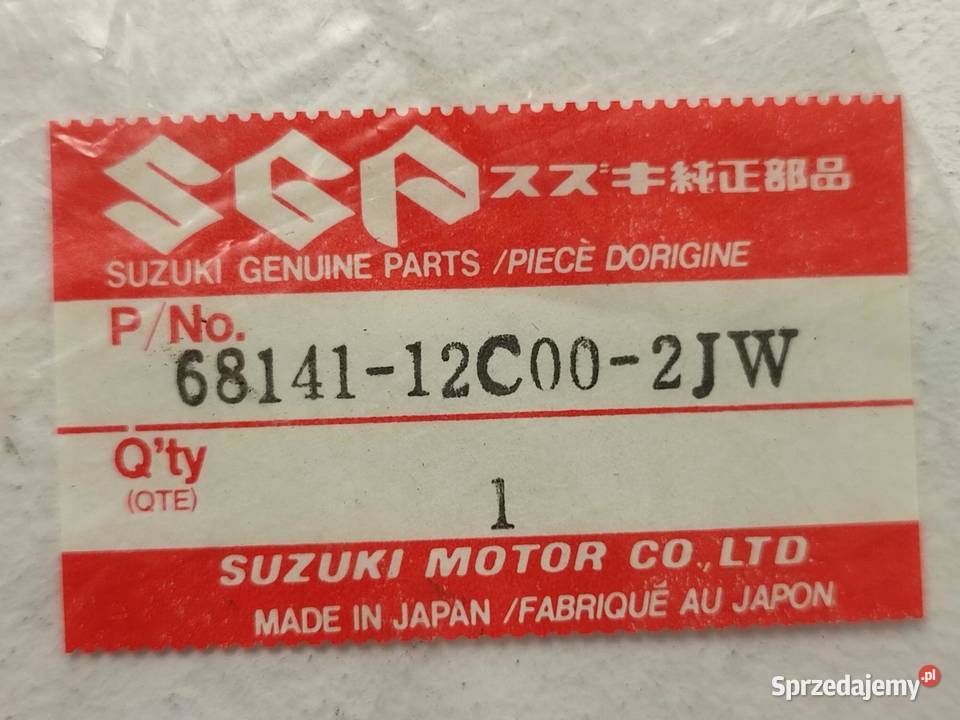 SGP スズキ純正部品
SUZUKI GENUINE PARTS /PIECÈ DORIGINE
P/No.
68141-12C00-2JW
Q'ty
(QTE)
1
SUZUKI MOTOR CO.,LTD.
MADE IN JAPAN /FABRIQUĔ AU JAPON
Sprzedajemy.pl